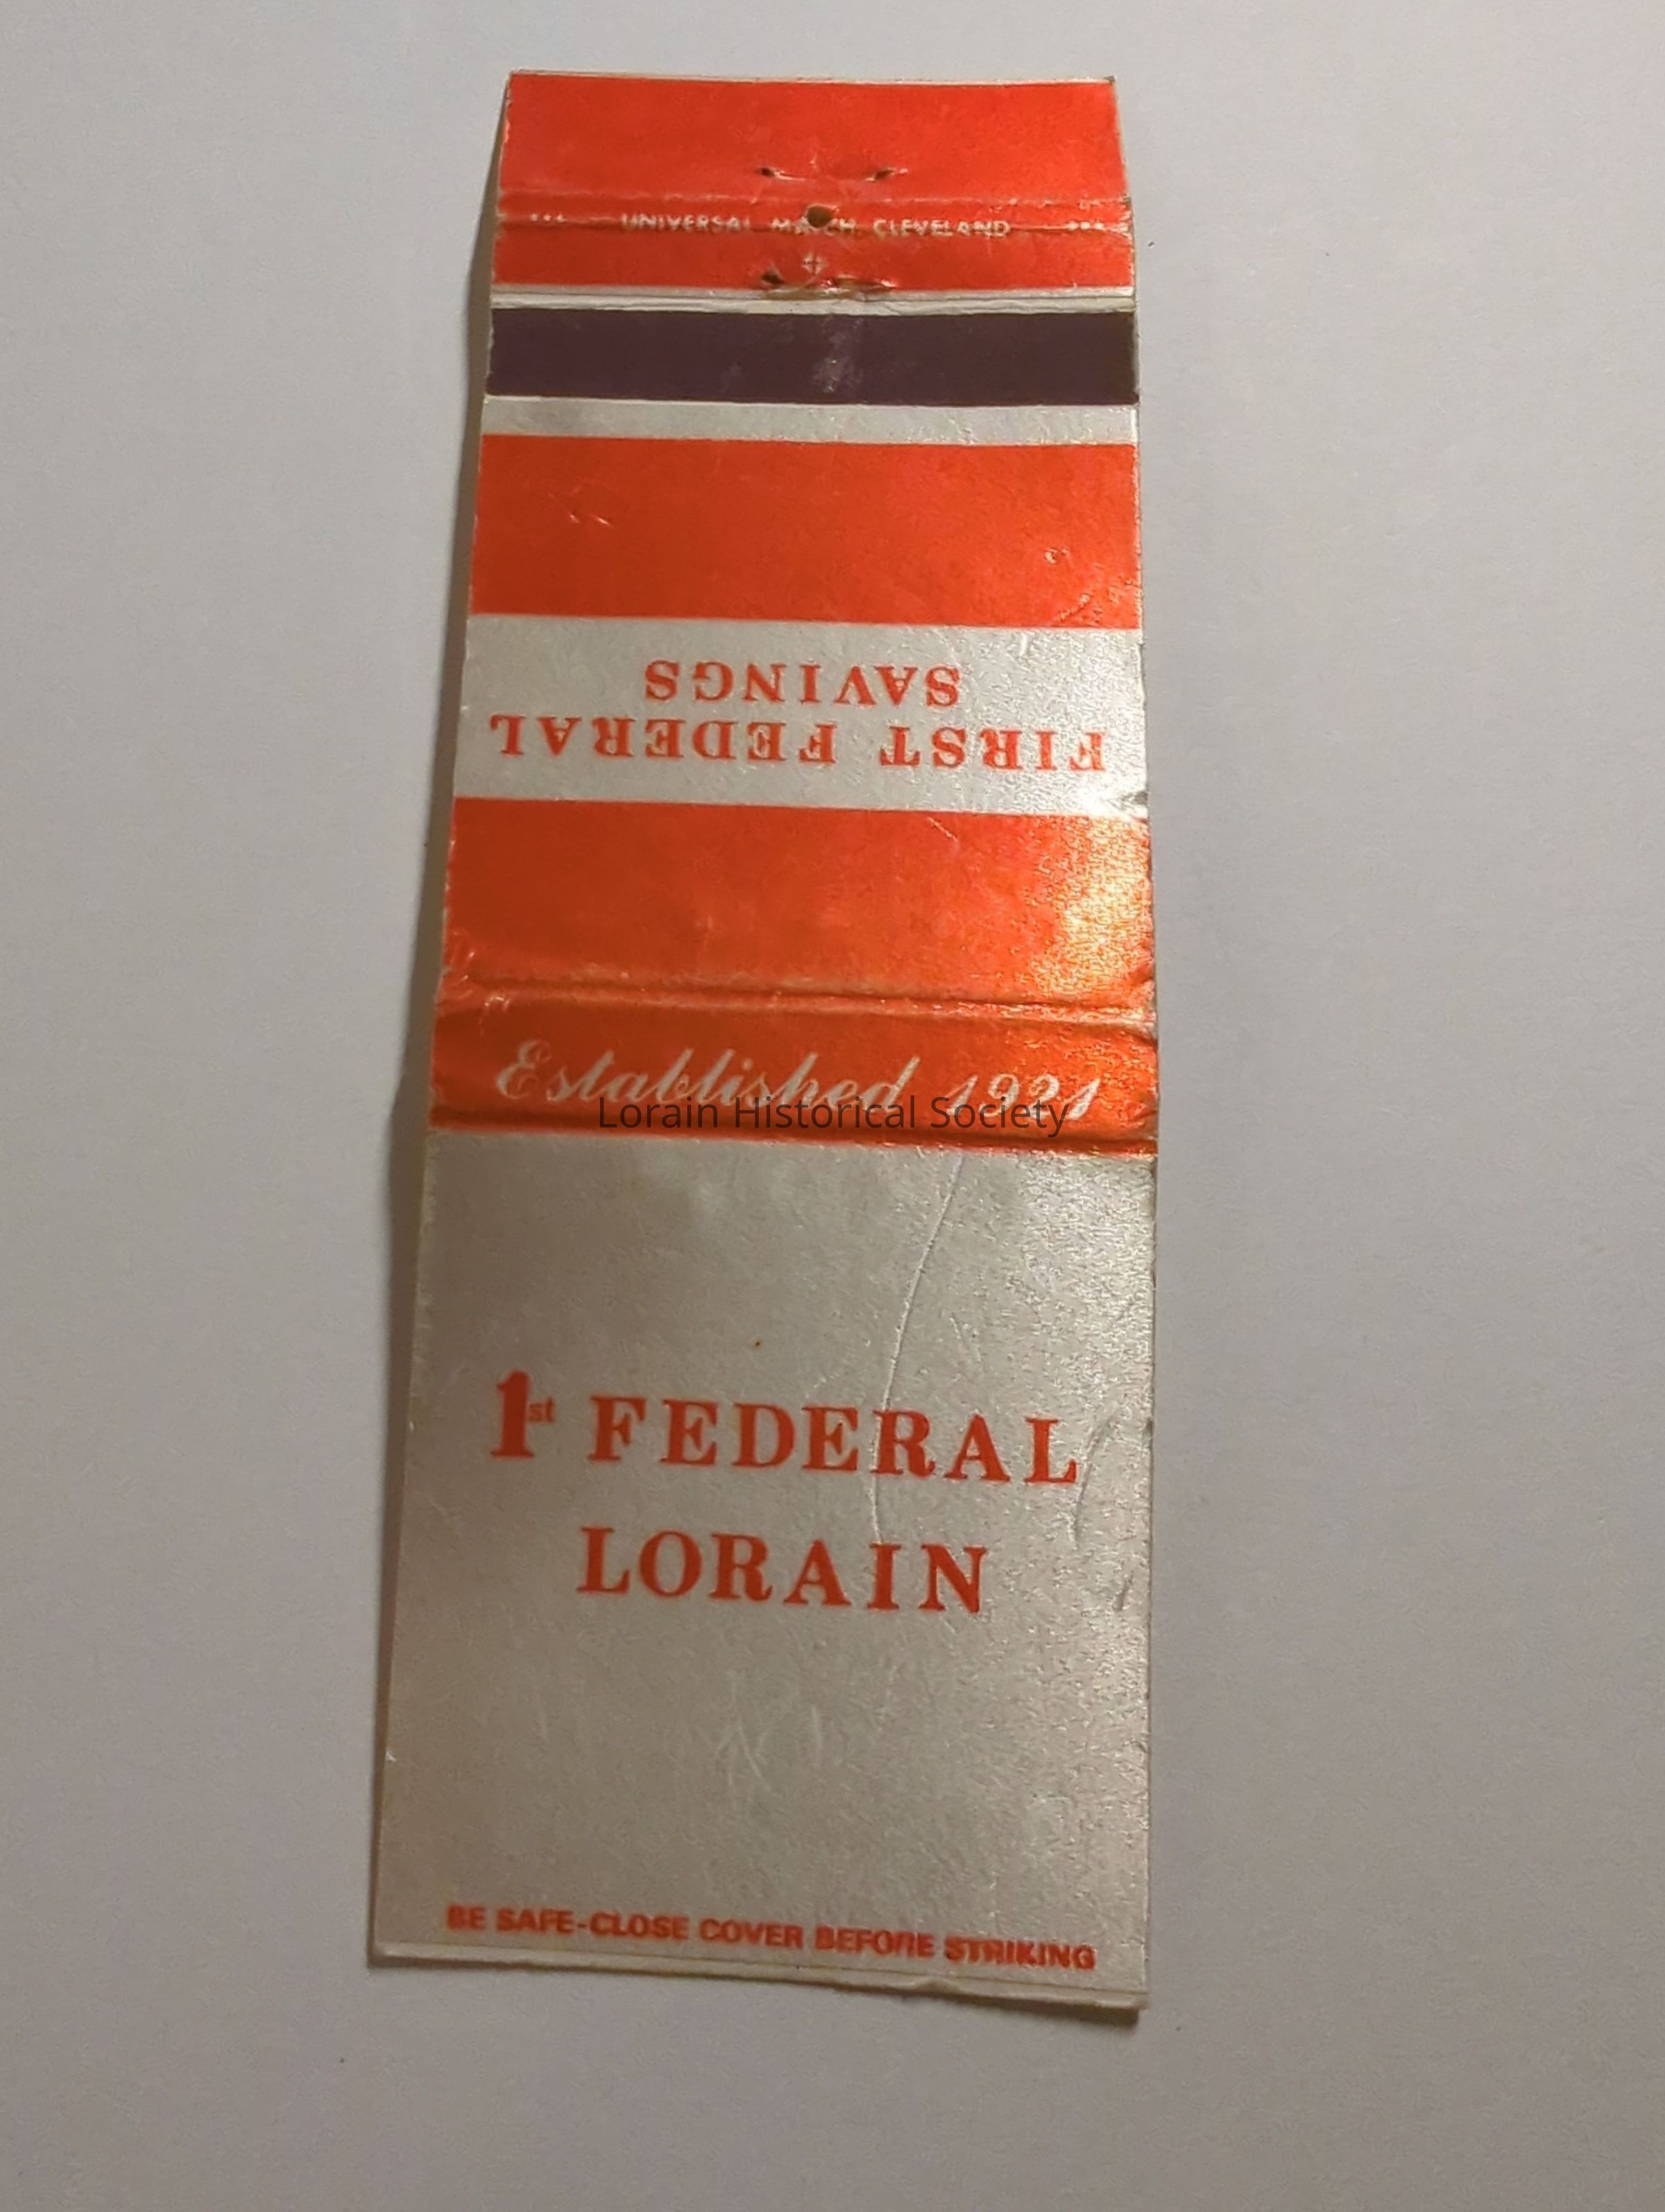 *** UNIVERSAL MATCH CLEVELAND ***
FIRST FEDERAL
SAVINGS
Established 1921
Lorain Historical Society
1st FEDERAL
LORAIN
BE SAFE-CLOSE COVER BEFORE STRIKING